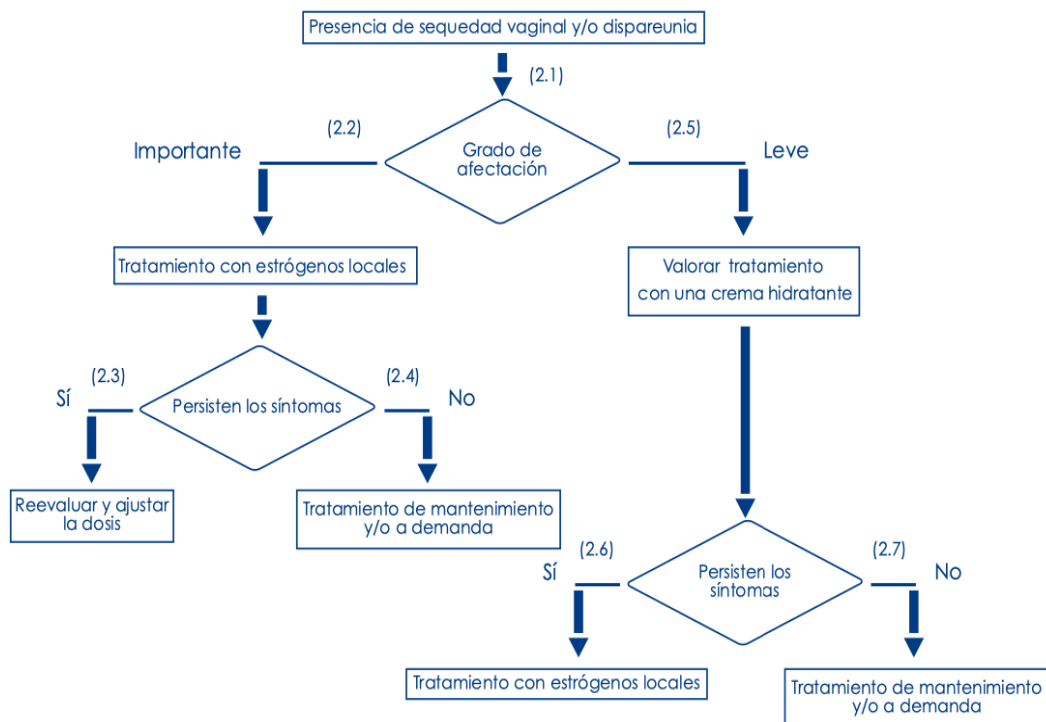 Presencia de sequedad vaginal y/o dispareunia
(2.1)
(2.2)
(2.5)
Importante
Grado de
afectación
Leve
Tratamiento con estrógenos locales
Valorar tratamiento
con una crema hidratante
(2.3)
(2.4)
Sí
Persisten los síntomas
No
Reevaluar y ajustar
la dosis
Tratamiento de mantenimiento
y/o a demanda
(2.6)
(2.7)
Sí
Persisten los
síntomas
No
Tratamiento con estrógenos locales
Tratamiento de mantenimiento
y/o a demanda